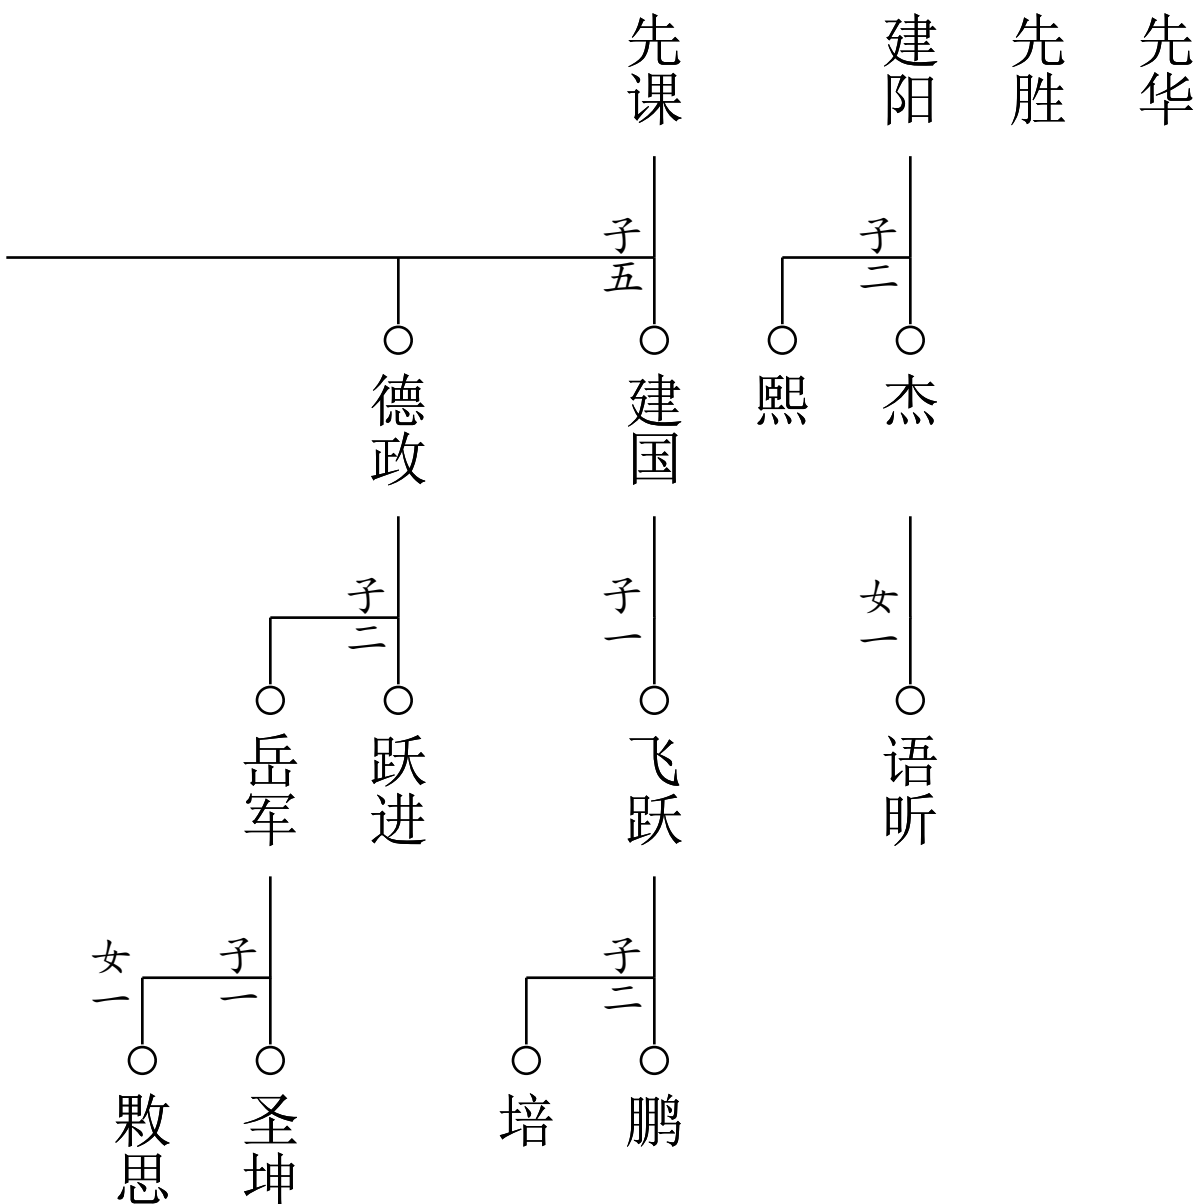 先华
先胜
建阳
先课
子二
子五
杰
熙
建国
德政
女一
子一
子二
语昕
飞跃
跃进
岳军
子二
子一
女一
鹏
培
圣坤
敤思